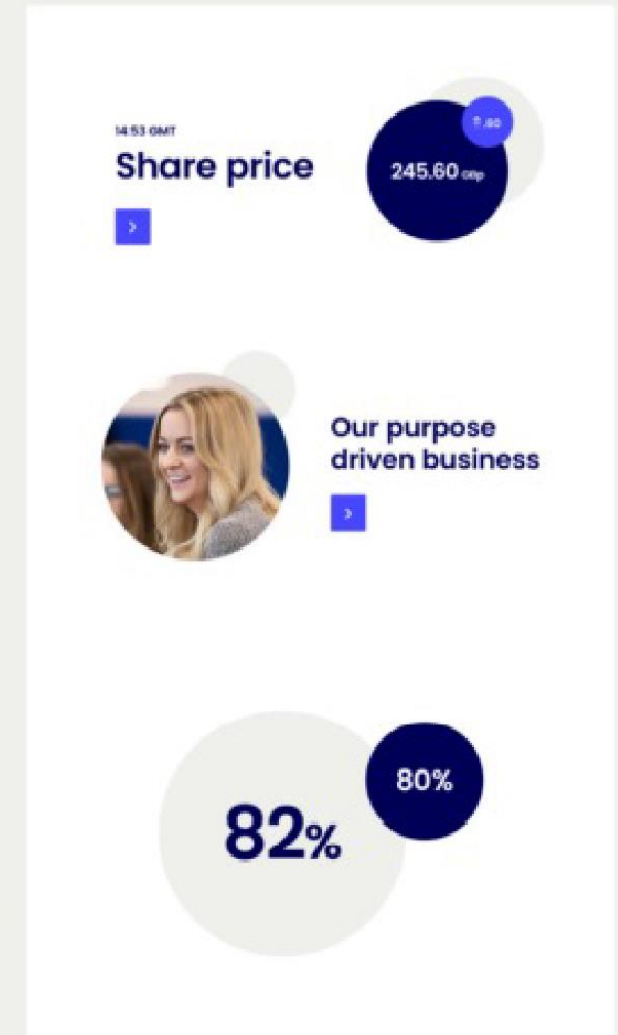 14:53 GMT
Share price
245.60 GBp
Our purpose
driven business
82%
80%